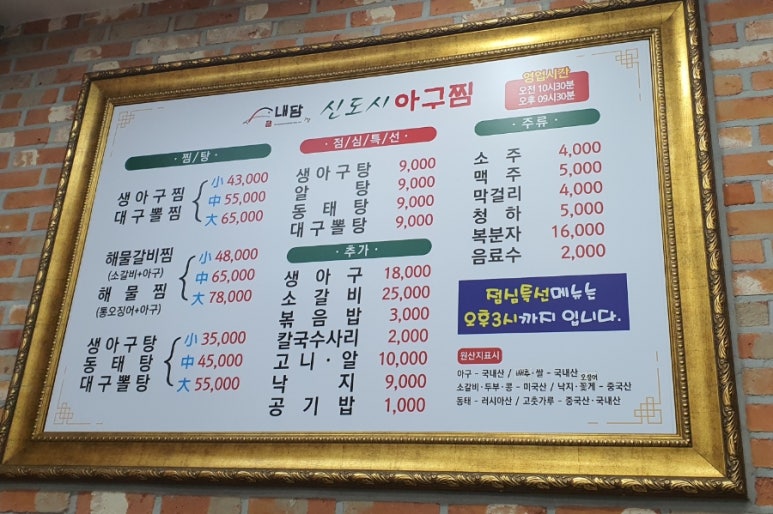 내담 신도시 아구찜
영업시간
오전 10시30분
오후 09시30분
·찜/탕·
생아구찜
대구뽈찜
小 43,000
中 55,000
大 65,000
해물갈비찜
(소갈비+아구)
해물찜
(통오징어+아구)
小 48,000
中 65,000
大 78,000
생아구탕
동태탕
대구뽈탕
小 35,000
中 45,000
大 55,000
·점/심/특/선·
생아구탕 9,000
알탕 9,000
동태탕 9,000
대구뽈탕 9,000
·추가·
생아구 18,000
소갈비 25,000
볶음밥 3,000
칼국수사리 2,000
고니·알 10,000
낙지 9,000
공기밥 1,000
·주류·
소주 4,000
맥주 5,000
막걸리 4,000
청하 5,000
복분자 16,000
음료수 2,000
점심특선메뉴는
오후3시까지 입니다.
원산지표시
아구 - 국내산 / 배추·쌀 - 국내산
오징어
소갈비·두부·콩 - 미국산 / 낙지·꽃게 - 중국산
동태 - 러시아산 / 고춧가루 - 중국산·국내산